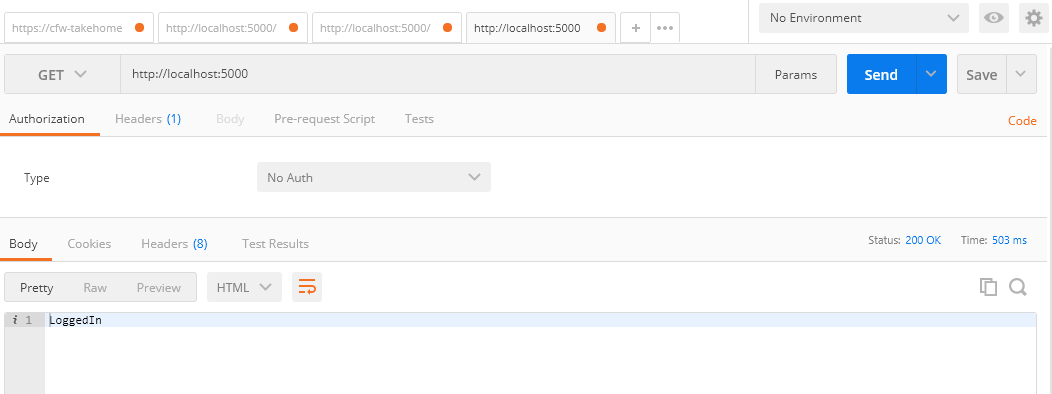 https://cfw-takehome
http://localhost:5000/
http://localhost:5000/
http://localhost:5000
+
•••
No Environment
GET
http://localhost:5000
Params
Send
Save
Authorization
Headers (1)
Body
Pre-request Script
Tests
Code
Type
No Auth
Body
Cookies
Headers (8)
Test Results
Status: 200 OK
Time: 503 ms
Pretty
Raw
Preview
HTML
i 1
LoggedIn